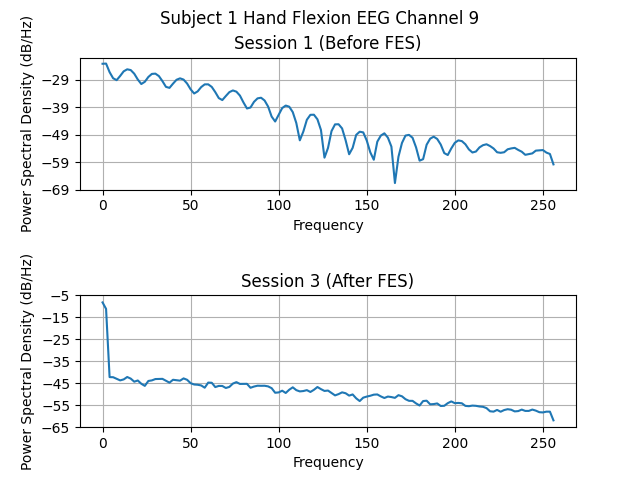 Subject 1 Hand Flexion EEG Channel 9
Session 1 (Before FES)
Power Spectral Density (dB/Hz)
−29
−39
−49
−59
−69
0 50 100 150 200 250
Frequency
Session 3 (After FES)
Power Spectral Density (dB/Hz)
−5
−15
−25
−35
−45
−55
−65
0 50 100 150 200 250
Frequency